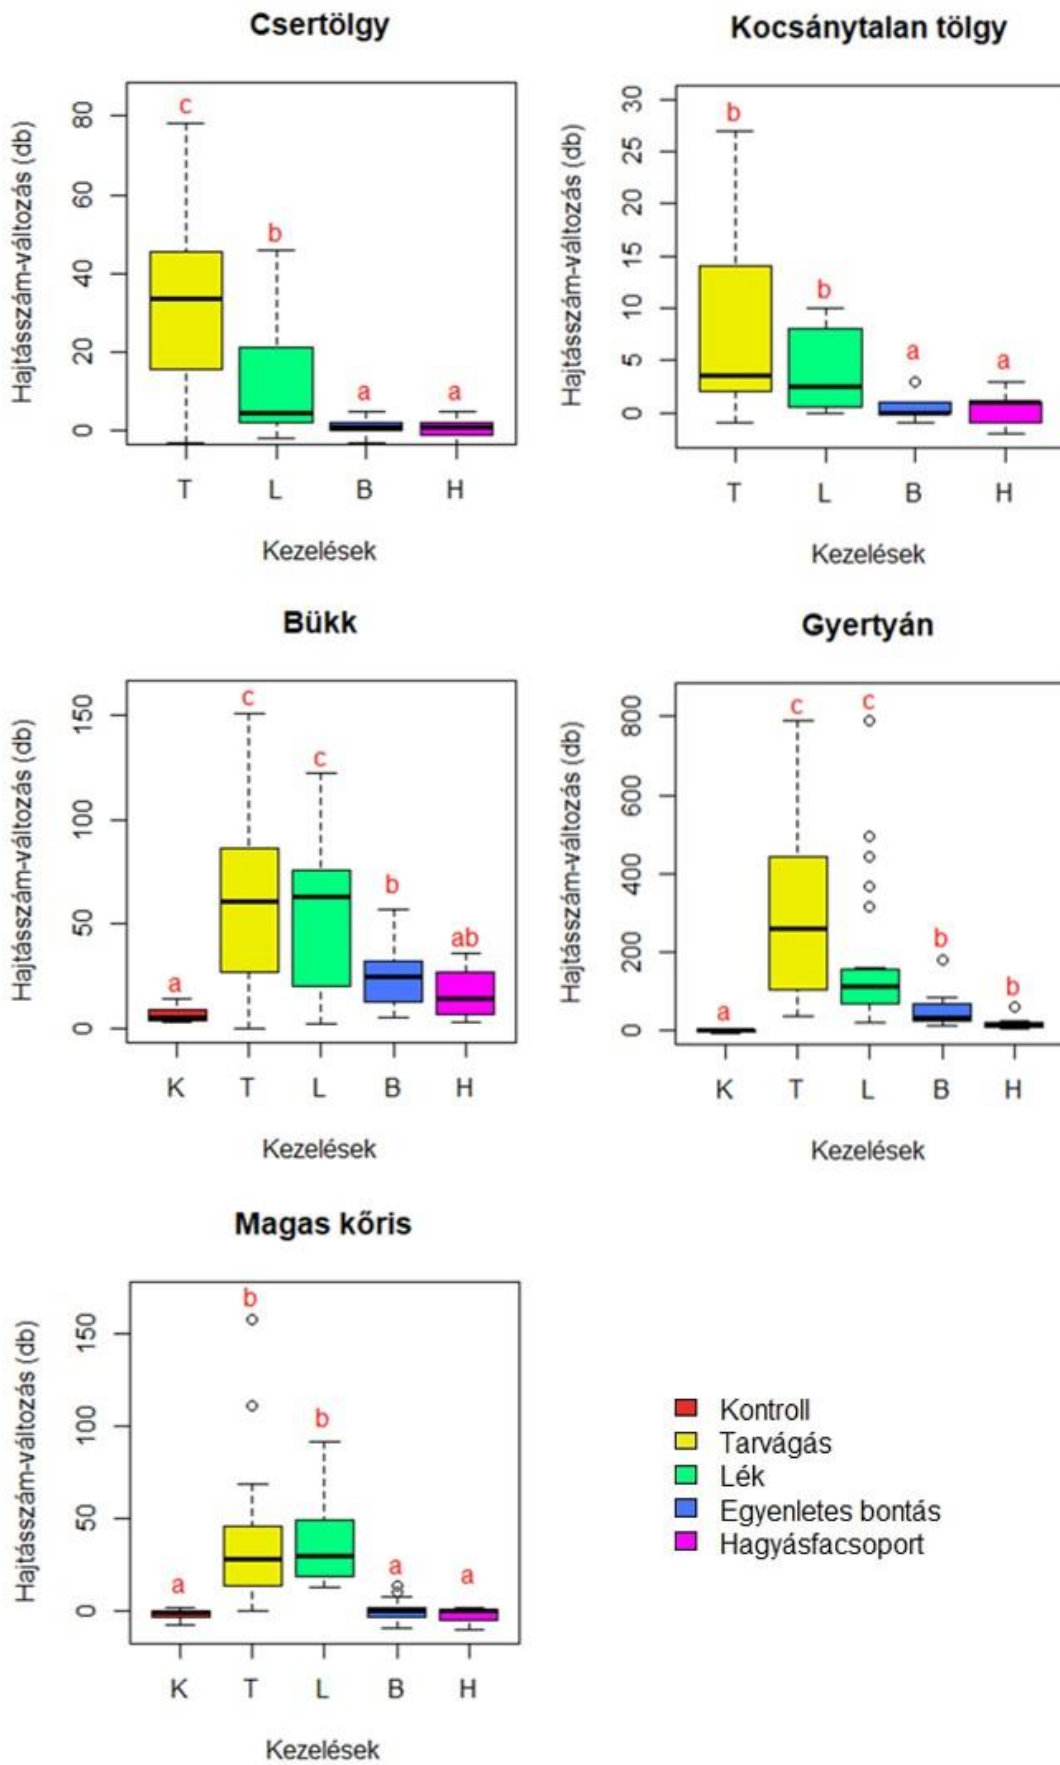 Csertölgy
Hajtásszám-változás (db)
80
60
40
20
0
c
b
a
a
T L B H
Kezelések
Kocsánytalan tölgy
Hajtásszám-változás (db)
30
25
20
15
10
5
0
b
b
a
a
T L B H
Kezelések
Bükk
Hajtásszám-változás (db)
150
100
50
0
a
c
c
b
ab
K T L B H
Kezelések
Gyertyán
Hajtásszám-változás (db)
800
600
400
200
0
a
c
c
b
b
K T L B H
Kezelések
Magas kőris
Hajtásszám-változás (db)
150
100
50
0
a
b
b
a
a
K T L B H
Kezelések
Kontroll
Tarvágás
Lék
Egyenletes bontás
Hagyásfacsoport